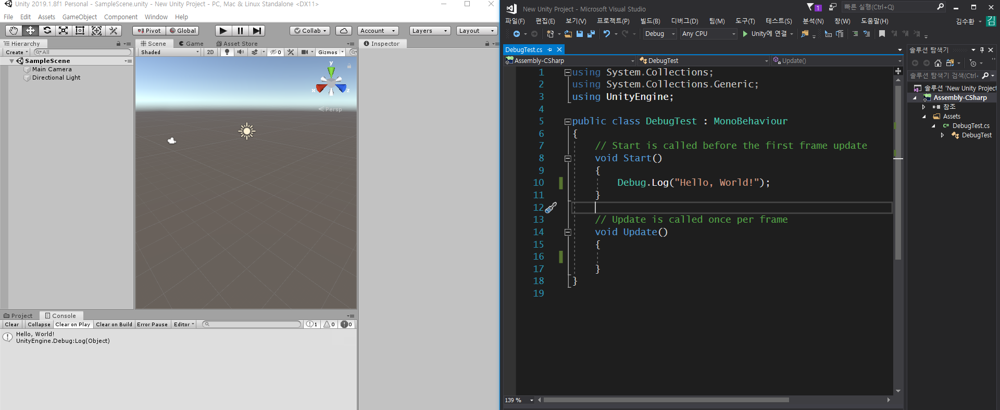 Unity 2019.1.8f1 Personal - SampleScene.unity - New Unity Project - PC, Mac & Linux Standalone <DX11>
File Edit Assets GameObject Component Window Help
Pivot Global Collab Account Layers Layout
Hierarchy
Create All
SampleScene
Main Camera
Directional Light
Scene Game Asset Store
Shaded 2D 0 Gizmos
y
x z
Persp
Inspector
Project Console
Clear Collapse Clear on Play Clear on Build Error Pause Editor 1 0 0
Hello, World!
UnityEngine.Debug:Log(Object)
New Unity Project - Microsoft Visual Studio 1 빠른 실행(Ctrl+Q)
파일(F) 편집(E) 보기(V) 프로젝트(P) 빌드(B) 디버그(D) 팀(M) 도구(T) 테스트(S) 분석(N) 창(W) 도움말(H) 김수환 김
Debug Any CPU Unity에 연결
DebugTest.cs
Assembly-CSharp DebugTest Update()
1 using System.Collections;
2 using System.Collections.Generic;
3 using UnityEngine;
4
5 public class DebugTest : MonoBehaviour
6 {
7 // Start is called before the first frame update
8 void Start()
9 {
10 Debug.Log("Hello, World!");
11 }
12
13 // Update is called once per frame
14 void Update()
15 {
16
17 }
18 }
19
139 %
솔루션 탐색기
솔루션 탐색기 검색(Ctrl+
솔루션 'New Unity Project
Assembly-CSharp
참조
Assets
C# DebugTest.cs
DebugTest